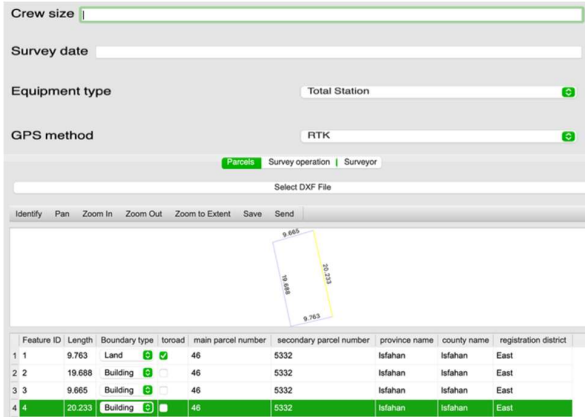 Crew size
Survey date
Equipment type Total Station
GPS method RTK
Parcels Survey operation Surveyor
Select DXF File
Identify Pan Zoom In Zoom Out Zoom to Extent Save Send
9.665
20.233
19.688
9.763
Feature ID Length Boundary type toroad main parcel number secondary parcel number province name county name registration district
1 1 9.763 Land 46 5332 Isfahan Isfahan East
2 2 19.688 Building 46 5332 Isfahan Isfahan East
3 3 9.665 Building 46 5332 Isfahan Isfahan East
4 4 20.233 Building 46 5332 Isfahan Isfahan East